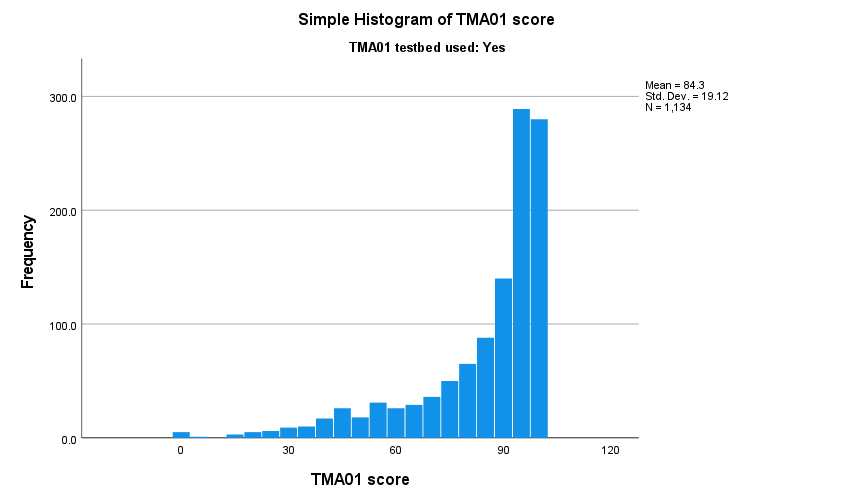 Simple Histogram of TMA01 score
TMA01 testbed used: Yes
Mean = 84.3
Std. Dev. = 19.12
N = 1,134
300.0
200.0
100.0
0.0
Frequency
0 30 60 90 120
TMA01 score